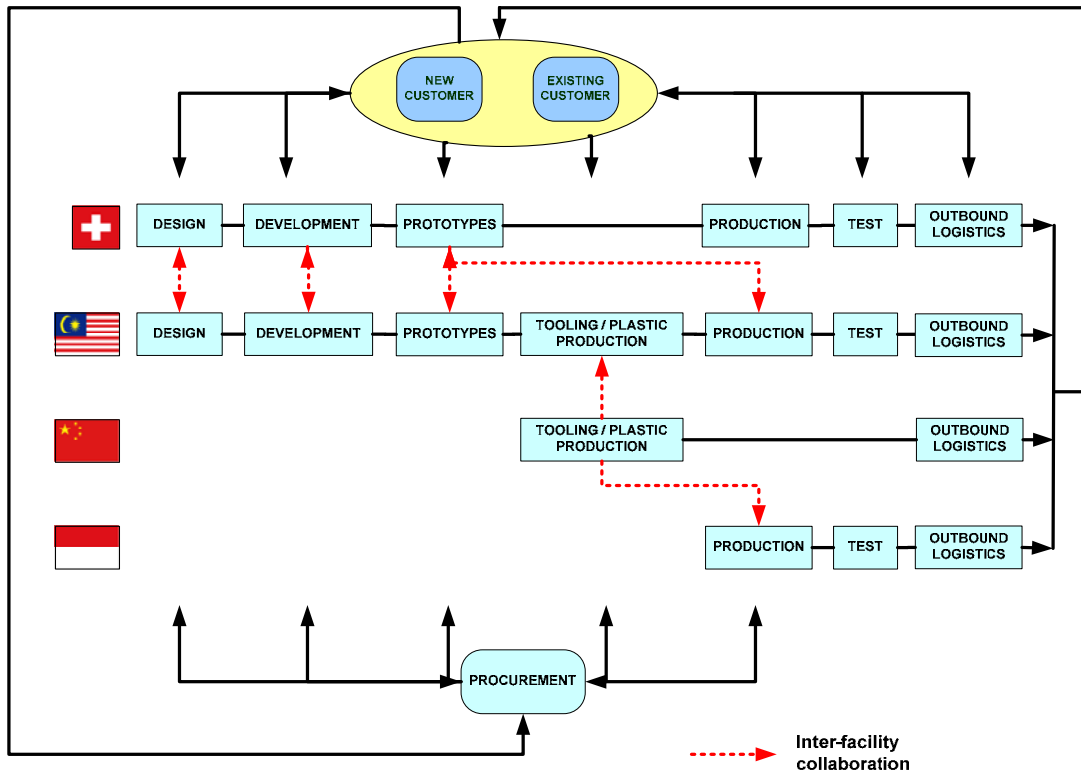 NEW
CUSTOMER
EXISTING
CUSTOMER
DESIGN
DEVELOPMENT
PROTOTYPES
PRODUCTION
TEST
OUTBOUND
LOGISTICS
DESIGN
DEVELOPMENT
PROTOTYPES
TOOLING / PLASTIC
PRODUCTION
PRODUCTION
TEST
OUTBOUND
LOGISTICS
TOOLING / PLASTIC
PRODUCTION
OUTBOUND
LOGISTICS
PRODUCTION
TEST
OUTBOUND
LOGISTICS
PROCUREMENT
Inter-facility
collaboration